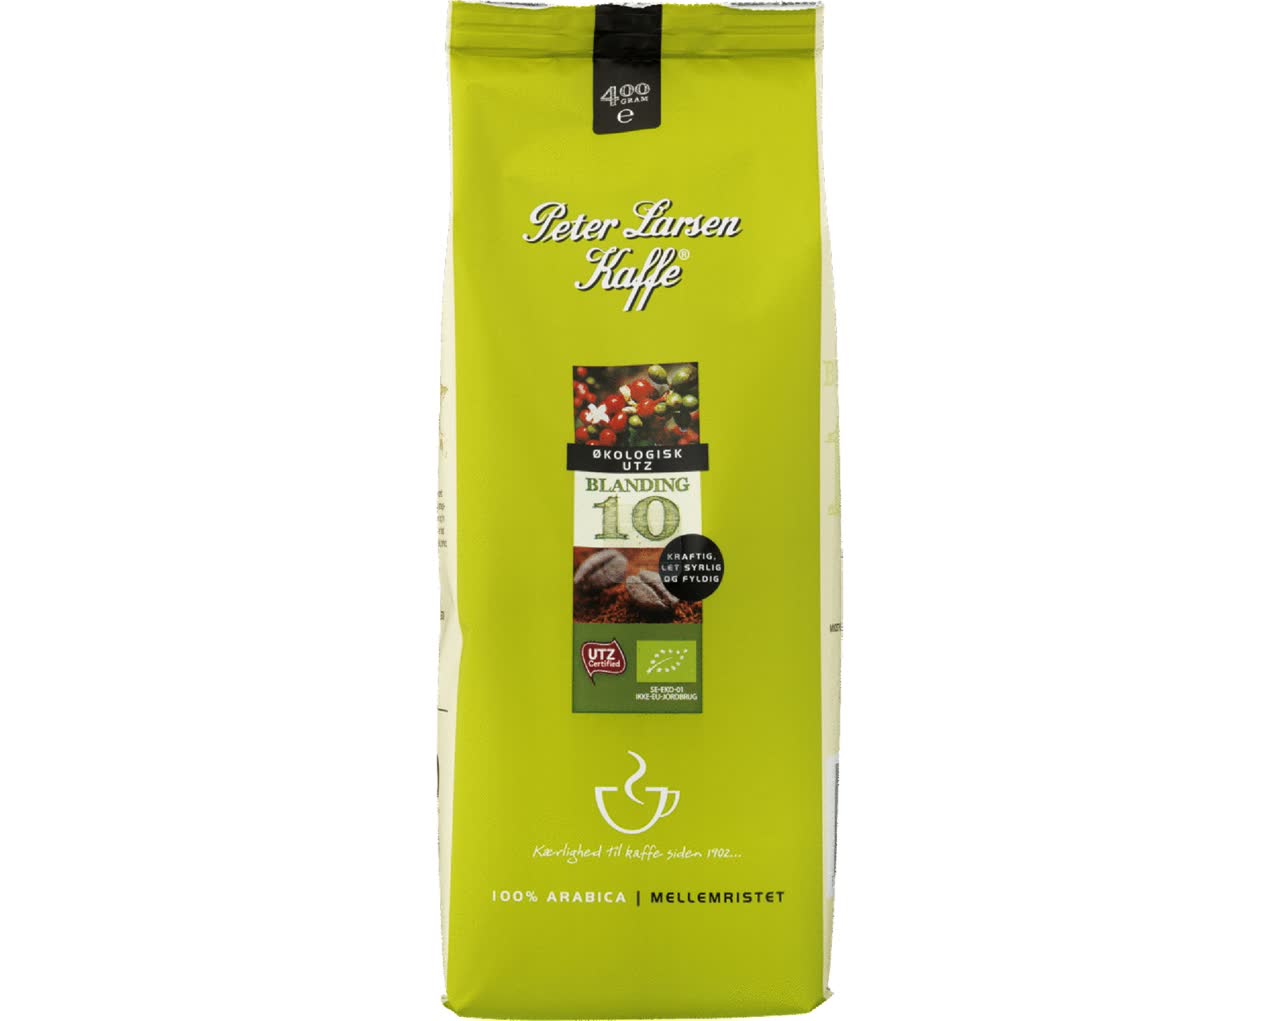 400
GRAM
e
Peter Larsen
Kaffe®
ØKOLOGISK
UTZ
BLANDING
10
KRAFTIG,
LET SYRLIG
OG FYLDIG
UTZ
Certified
SE-EKO-01
IKKE-EU-JORDBRUG
Kærlighed til kaffe siden 1902...
100% ARABICA | MELLEMRISTET